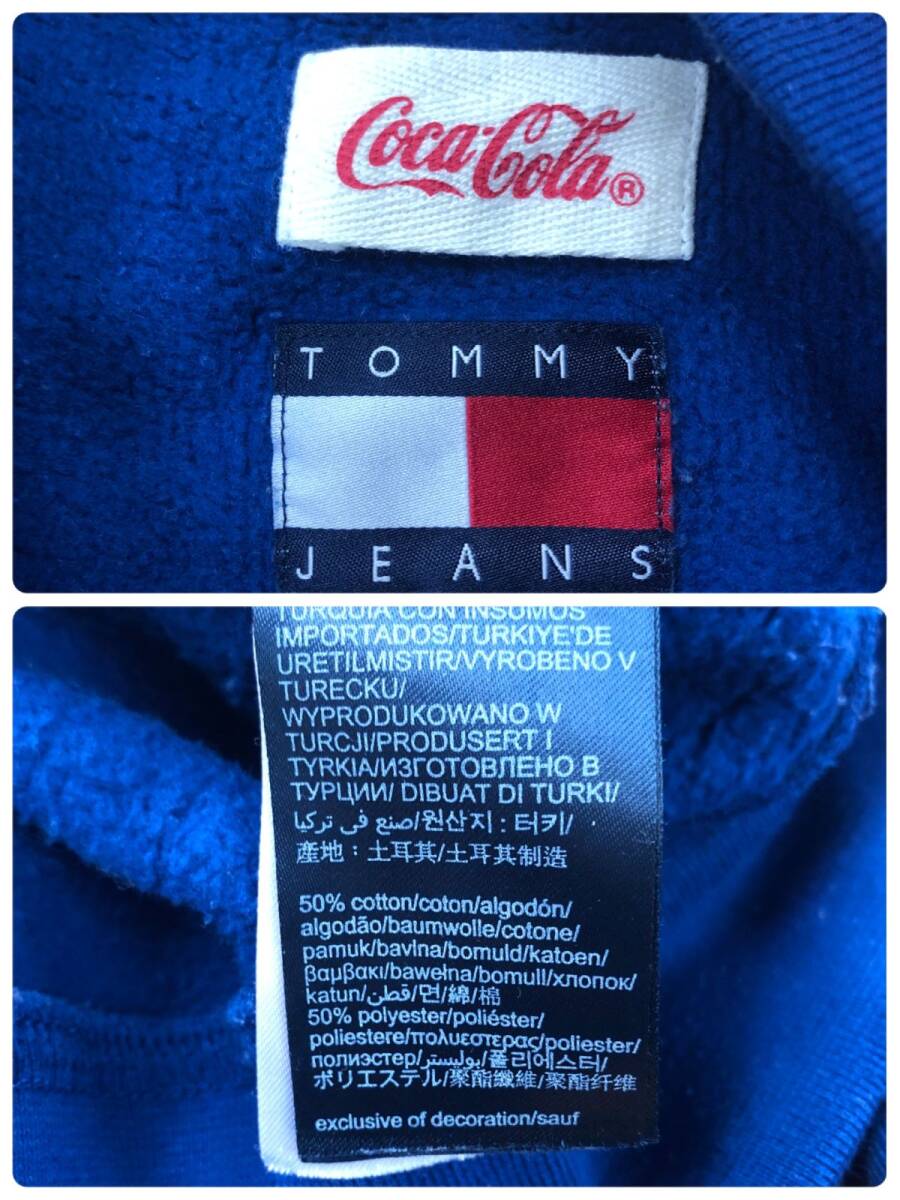 Coca-Cola®
TOMMY
JEANS
TURQUIA CON INSUMOS
IMPORTADOS/TURKIYE'DE
URETILMISTIR/VYROBENO V
TURECKU/
WYPRODUKOWANO W
TURCJI/PRODUSERT I
TYRKIA/ИЗГОТОВЛЕНО В
ТУРЦИИ/ DIBUAT DI TURKI/
صنع في تركيا/원산지 : 터키/
産地：土耳其/土耳其制造
50% cotton/coton/algodón/
algodão/baumwolle/cotone/
pamuk/bavlna/bomuld/katoen/
βαμβακι/bawełna/bomull/хлопок/
katun/قطن/면/綿/棉
50% polyester/poliéster/
poliestere/πολυεστερας/poliester/
полиэстер/بوليستر/폴리에스터/
ポリエステル/聚酯纖維/聚酯纤维
exclusive of decoration/sauf